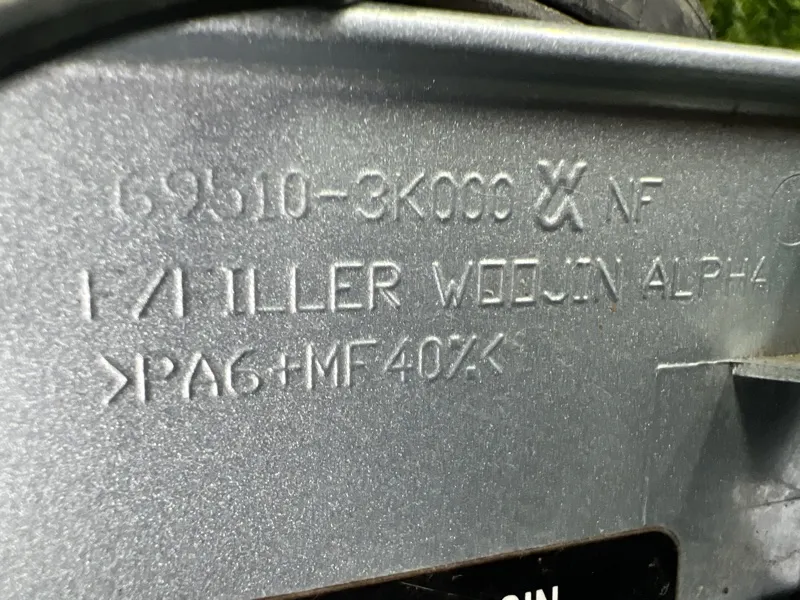 69510-3K000 NF
F/FILLER WOOJIN ALPHA
>PA6+MF40%<